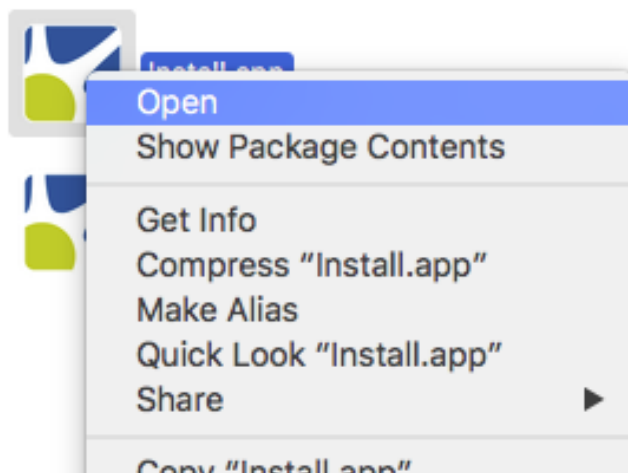 Install.app
Open
Show Package Contents
Get Info
Compress “Install.app”
Make Alias
Quick Look “Install.app”
Share
Copy “Install.app”